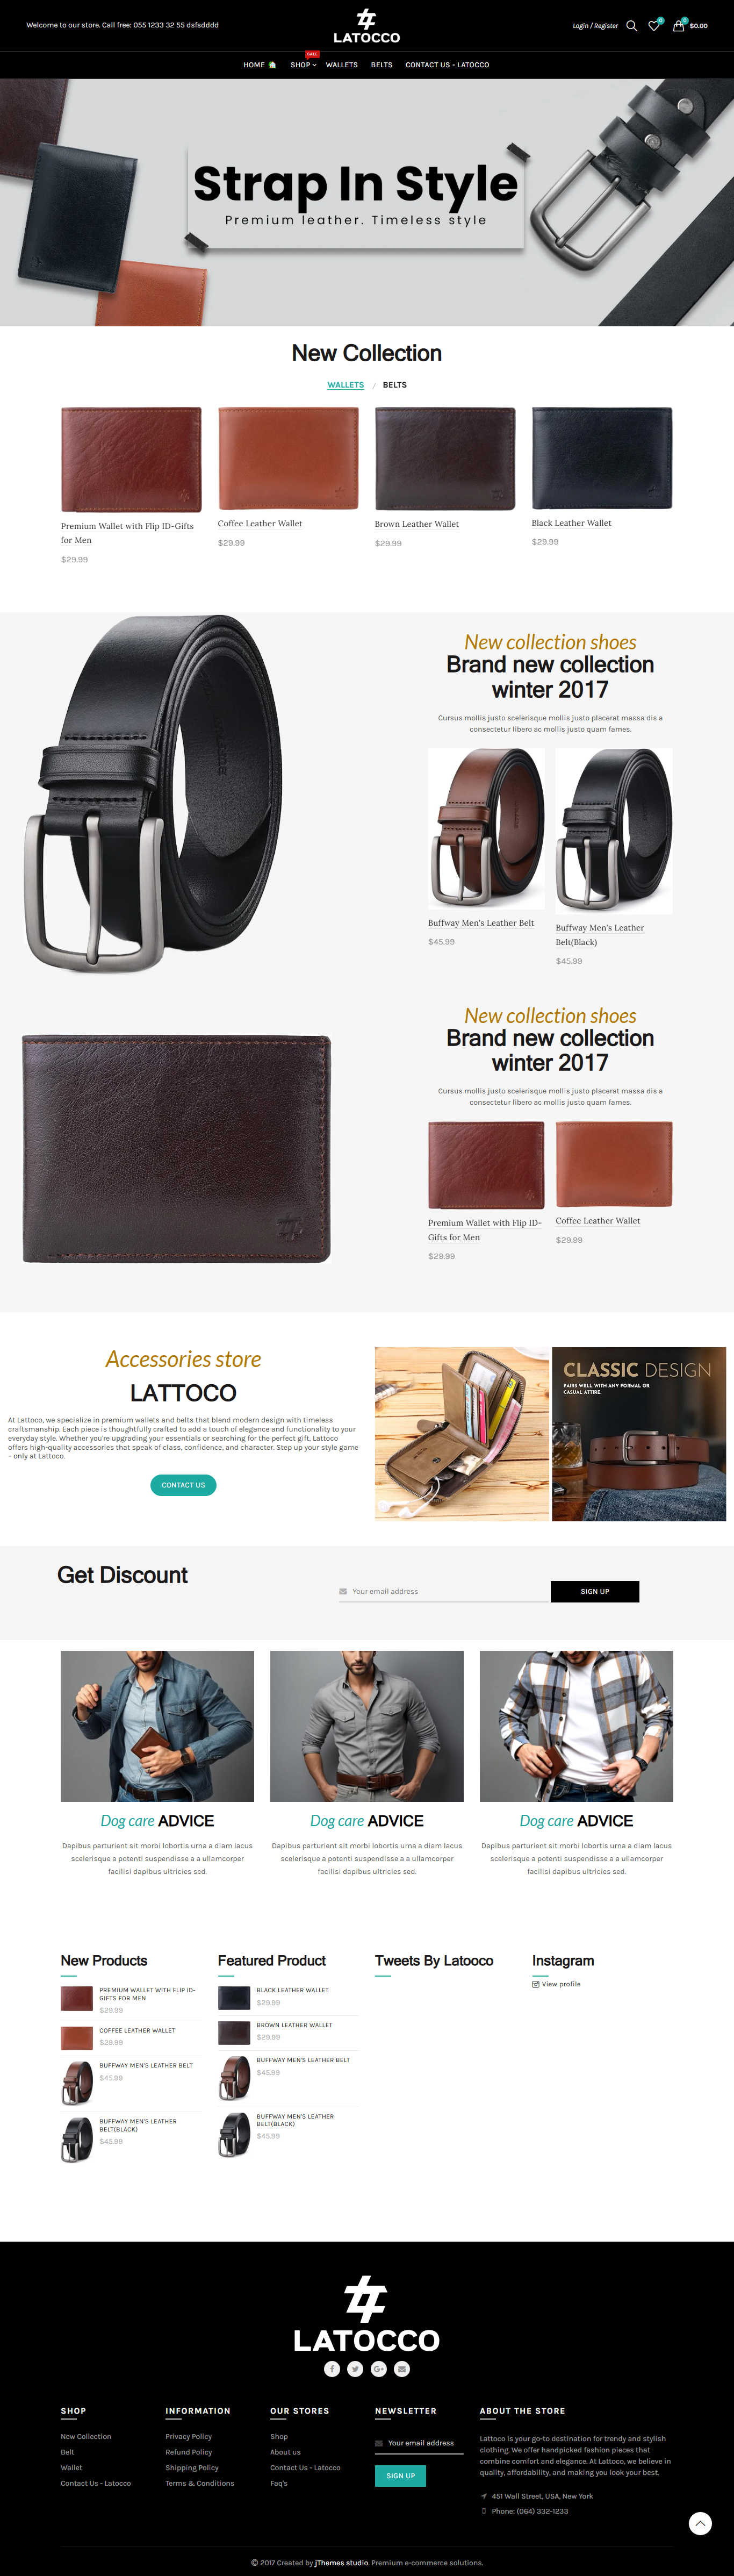 Welcome to our store. Call free: 055 1233 32 55 dsfsdddd
LATOCCO
Login / Register
0
0
$0.00
SALE
HOME SHOP WALLETS BELTS CONTACT US - LATOCCO
Strap In Style
Premium leather. Timeless style
New Collection
WALLETS / BELTS
Premium Wallet with Flip ID-Gifts
for Men
$29.99
Coffee Leather Wallet
$29.99
Brown Leather Wallet
$29.99
Black Leather Wallet
$29.99
New collection shoes
Brand new collection
winter 2017
Cursus mollis justo scelerisque mollis justo placerat massa dis a
consectetur libero ac mollis justo quam fames.
Buffway Men's Leather Belt
$45.99
Buffway Men's Leather
Belt(Black)
$45.99
New collection shoes
Brand new collection
winter 2017
Cursus mollis justo scelerisque mollis justo placerat massa dis a
consectetur libero ac mollis justo quam fames.
Premium Wallet with Flip ID-
Gifts for Men
$29.99
Coffee Leather Wallet
$29.99
Accessories store
LATTOCO
At Lattoco, we specialize in premium wallets and belts that blend modern design with timeless
craftsmanship. Each piece is thoughtfully crafted to add a touch of elegance and functionality to your
everyday style. Whether you're upgrading your essentials or searching for the perfect gift, Lattoco
offers high-quality accessories that speak of class, confidence, and character. Step up your style game
– only at Lattoco.
CONTACT US
CLASSIC DESIGN
PAIRS WELL WITH ANY FORMAL OR
CASUAL ATTIRE.
Get Discount
Your email address
SIGN UP
Dog care ADVICE
Dapibus parturient sit morbi lobortis urna a diam lacus
scelerisque a potenti suspendisse a a ullamcorper
facilisi dapibus ultricies sed.
Dog care ADVICE
Dapibus parturient sit morbi lobortis urna a diam lacus
scelerisque a potenti suspendisse a a ullamcorper
facilisi dapibus ultricies sed.
Dog care ADVICE
Dapibus parturient sit morbi lobortis urna a diam lacus
scelerisque a potenti suspendisse a a ullamcorper
facilisi dapibus ultricies sed.
New Products
PREMIUM WALLET WITH FLIP ID-
GIFTS FOR MEN
$29.99
COFFEE LEATHER WALLET
$29.99
BUFFWAY MEN'S LEATHER BELT
$45.99
BUFFWAY MEN'S LEATHER
BELT(BLACK)
$45.99
Featured Product
BLACK LEATHER WALLET
$29.99
BROWN LEATHER WALLET
$29.99
BUFFWAY MEN'S LEATHER BELT
$45.99
BUFFWAY MEN'S LEATHER
BELT(BLACK)
$45.99
Tweets By Latooco
Instagram
View profile
LATOCCO
SHOP
New Collection
Belt
Wallet
Contact Us - Latocco
INFORMATION
Privacy Policy
Refund Policy
Shipping Policy
Terms & Conditions
OUR STORES
Shop
About us
Contact Us - Latocco
Faq's
NEWSLETTER
Your email address
SIGN UP
ABOUT THE STORE
Lattoco is your go-to destination for trendy and stylish
clothing. We offer handpicked fashion pieces that
combine comfort and elegance. At Lattoco, we believe in
quality, affordability, and making you look your best.
451 Wall Street, USA, New York
Phone: (064) 332-1233
© 2017 Created by jThemes studio. Premium e-commerce solutions.